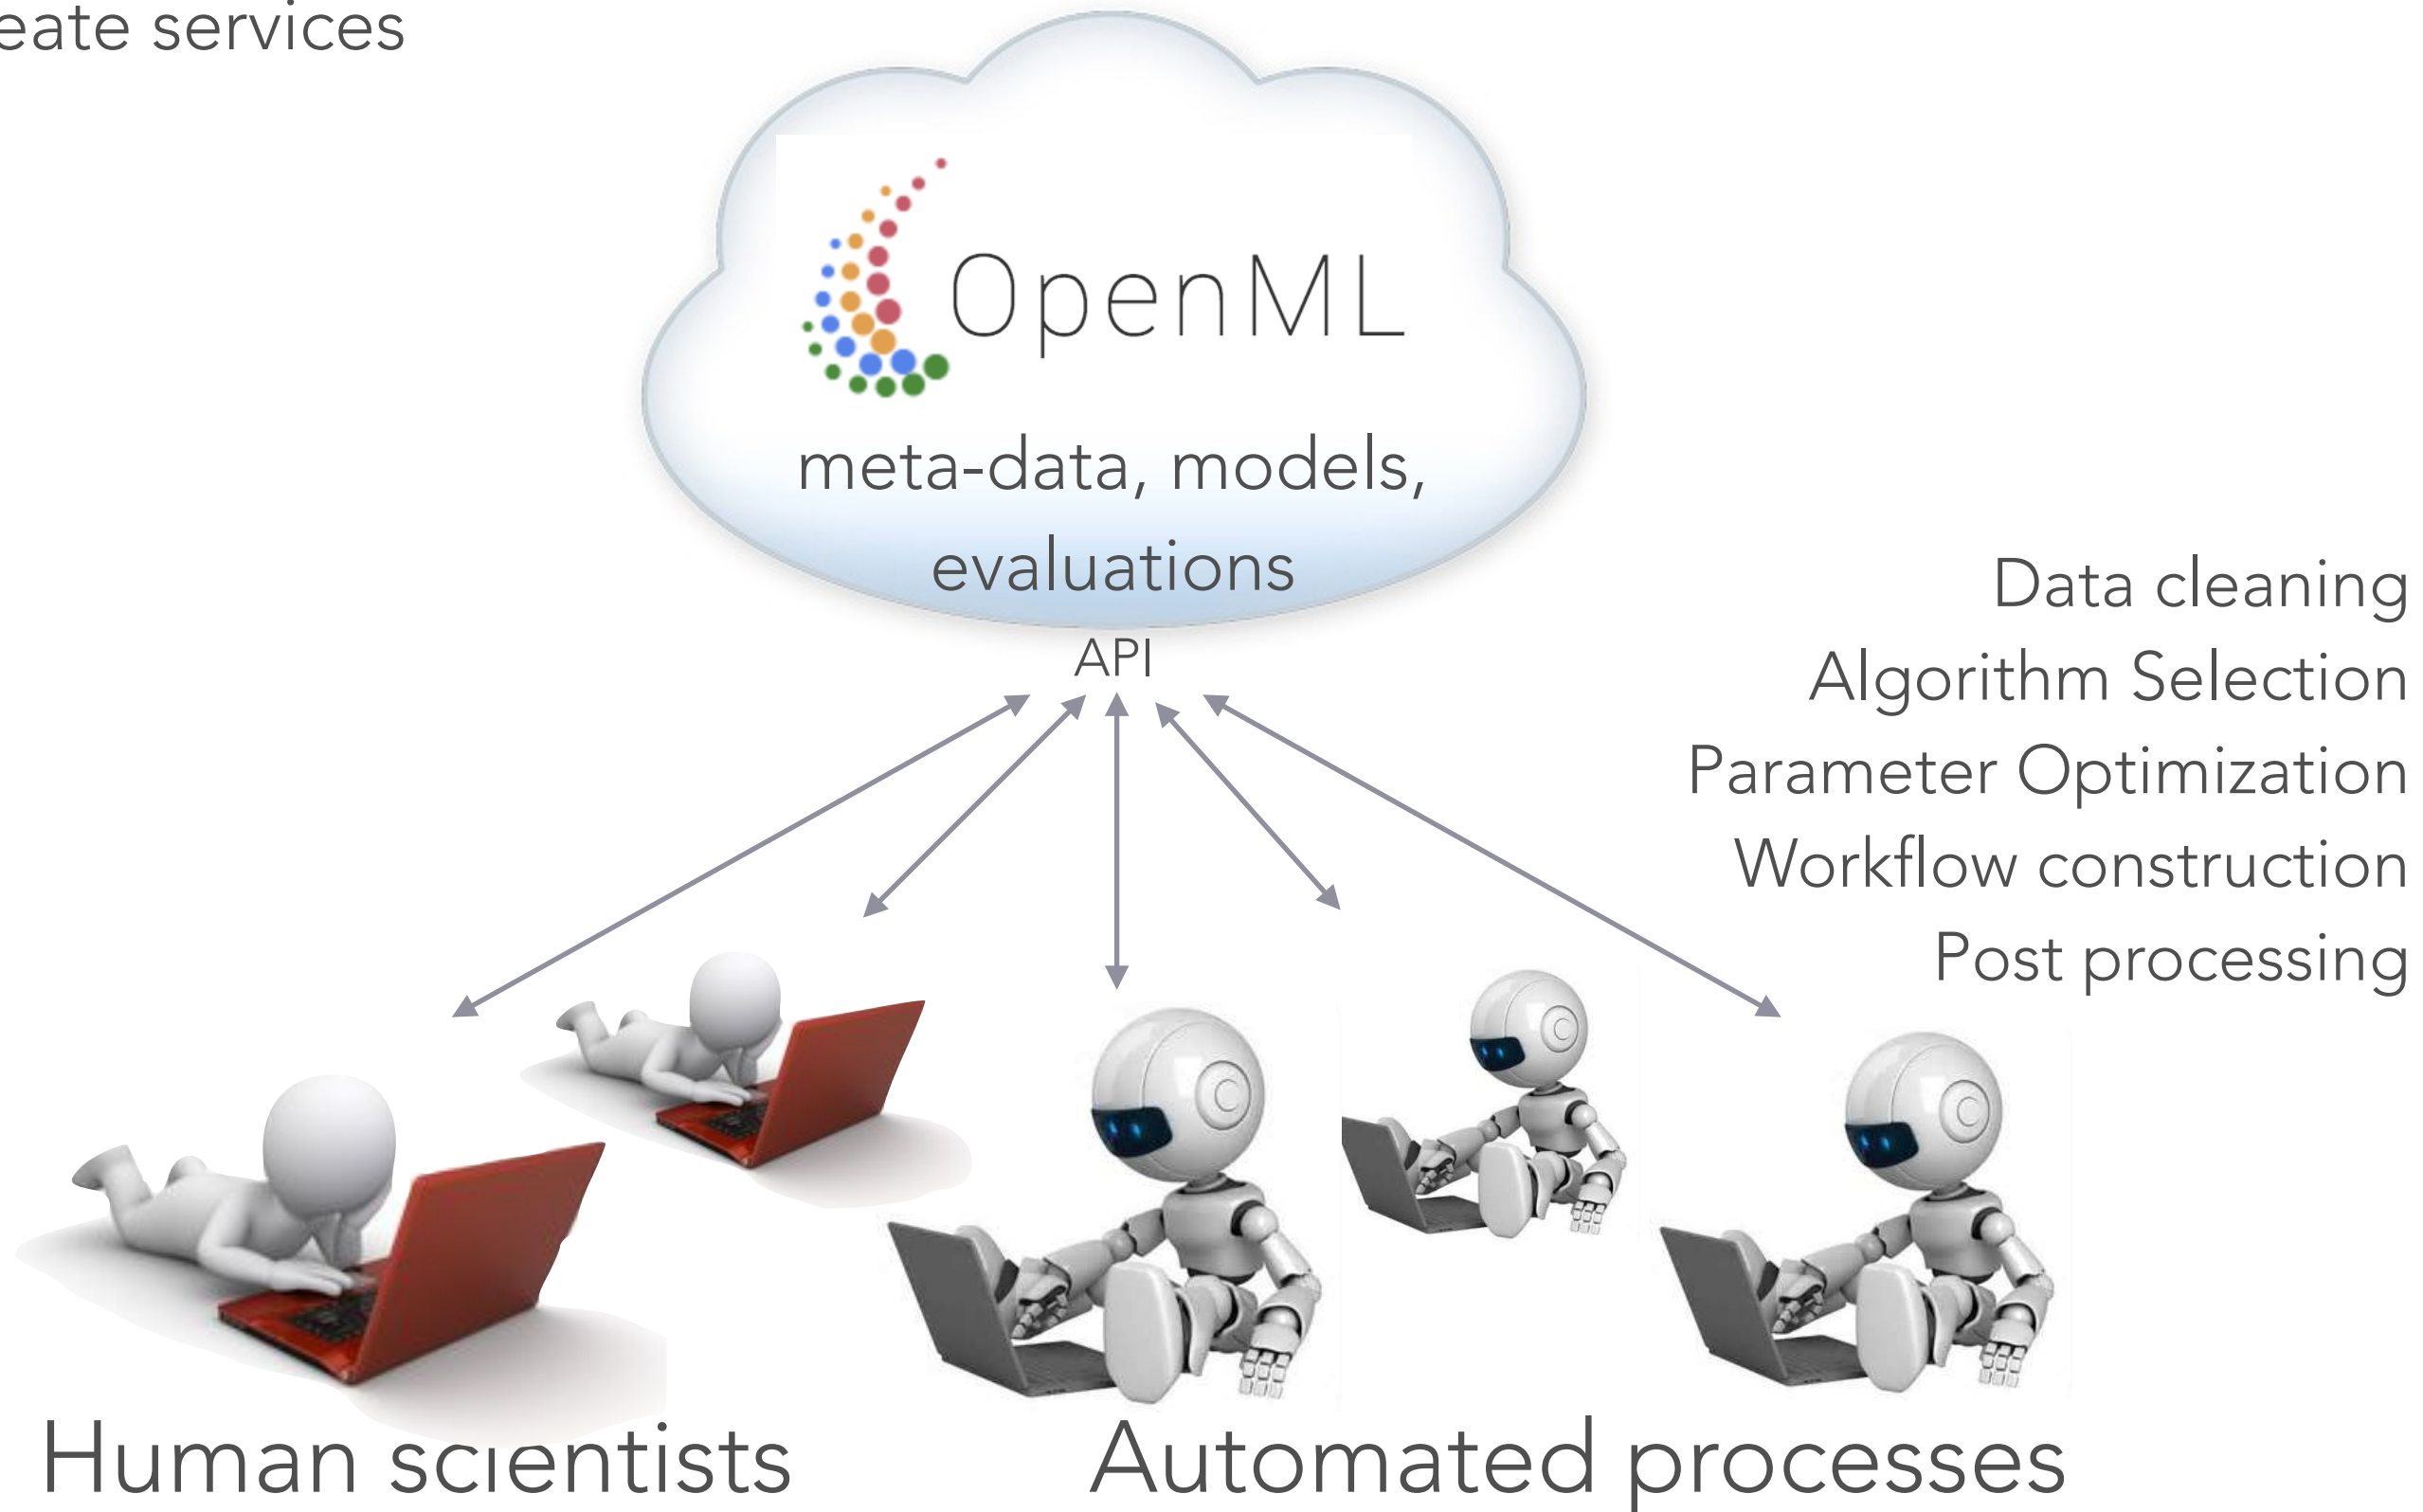 eate services
OpenML
meta-data, models,
evaluations
API
Data cleaning
Algorithm Selection
Parameter Optimization
Workflow construction
Post processing
Human scientists
Automated processes